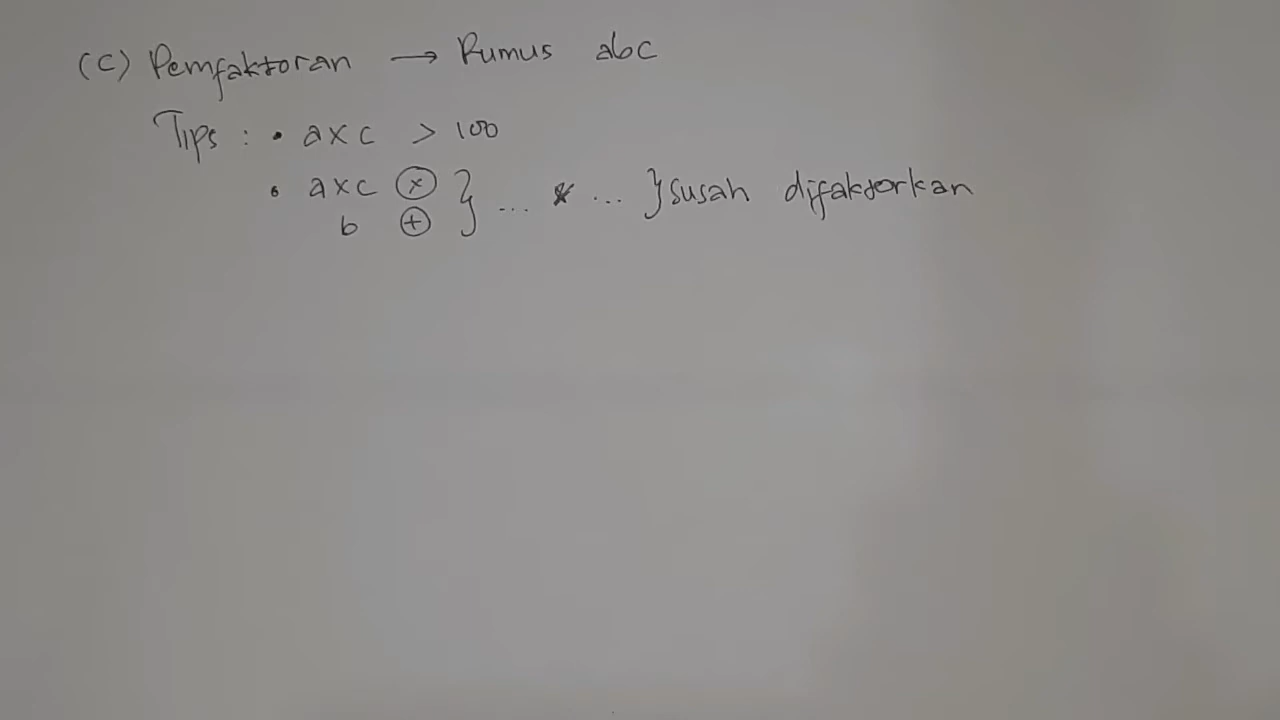 (C) Pemfaktoran → Rumus abc
Tips : • a x c > 100
• a x c ⊗ } ... * ... } susah difaktorkan
b ⊕